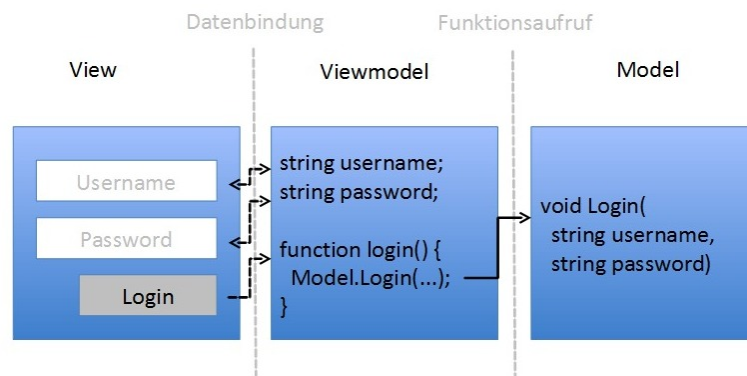 Datenbindung
Funktionsaufruf
View
Viewmodel
Model
Username
Password
Login
string username;
string password;
function login() {
Model.Login(...);
}
void Login(
string username,
string password)